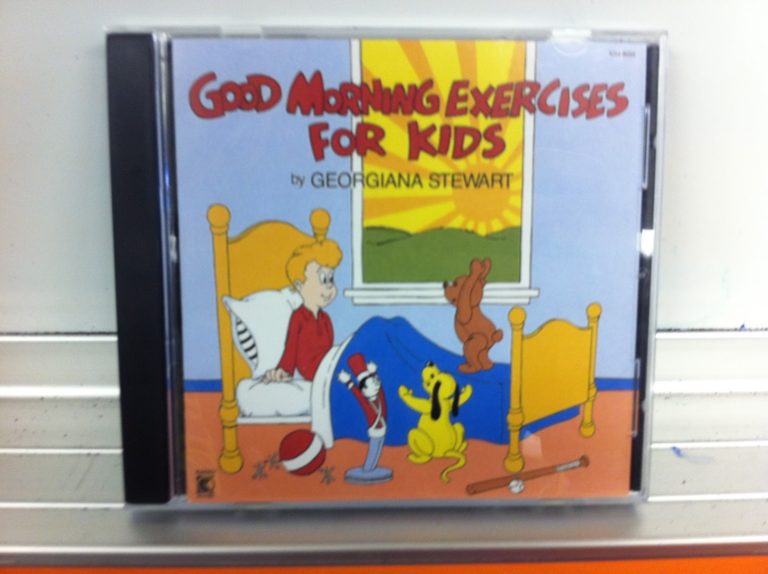 GOOD MORNING EXERCISES
FOR KIDS
by GEORGIANA STEWART